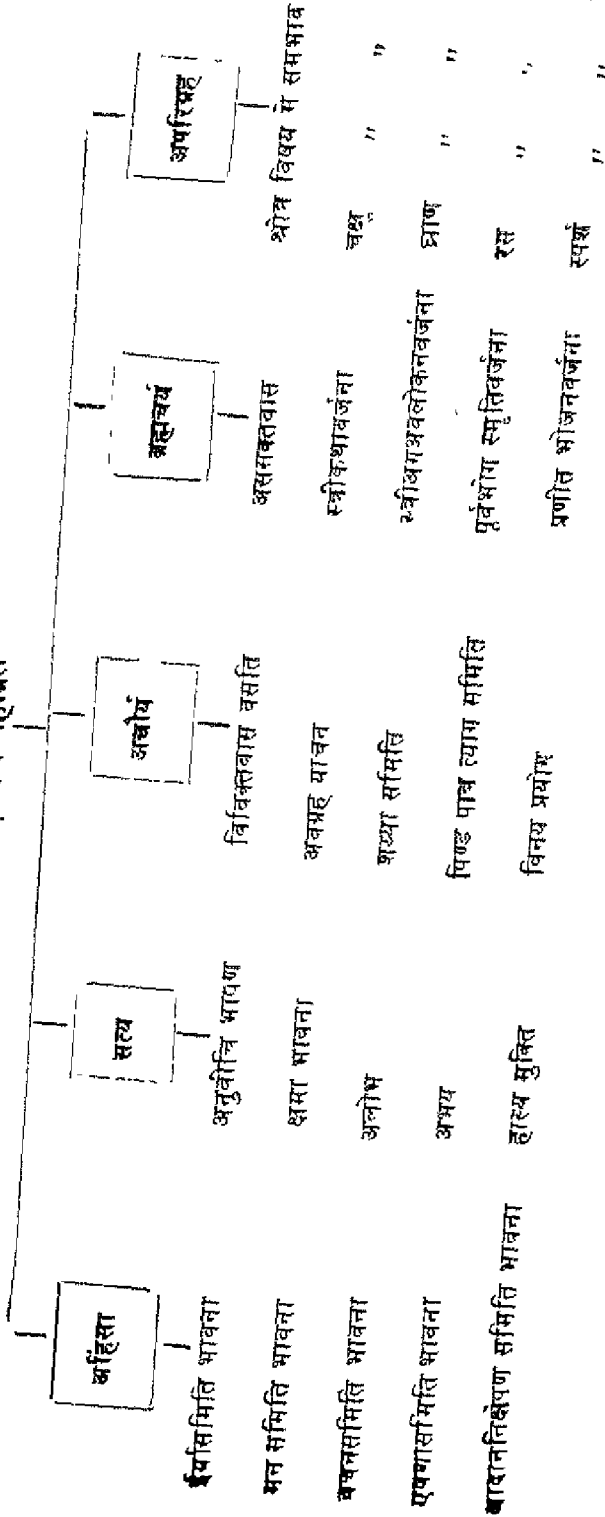 अहिंसा
ईर्यासमिति भावना
मन समिति भावना
वचनसमिति भावना
एषणासमिति भावना
आदाननिक्षेपण समिति भावना
सत्य
अनुवीचि भाषण
क्षमा भावना
अलोभ
अभय
हास्य मुक्ति
अचौर्य
विविक्तवास वसति
अवग्रह याचन
शय्या समिति
पिण्ड पात्र त्याग समिति
विनय प्रयोग
ब्रह्मचर्य
असमक्तवास
स्त्रीकथावर्जना
स्त्रीअंगअवलोकनवर्जना
पूर्वभोग स्मृतिवर्जना
प्रणीत भोजनवर्जना
अपरिग्रह
श्रोत्र विषय में समभाव
चक्षु " "
घ्राण " "
रस " "
स्पर्श " "